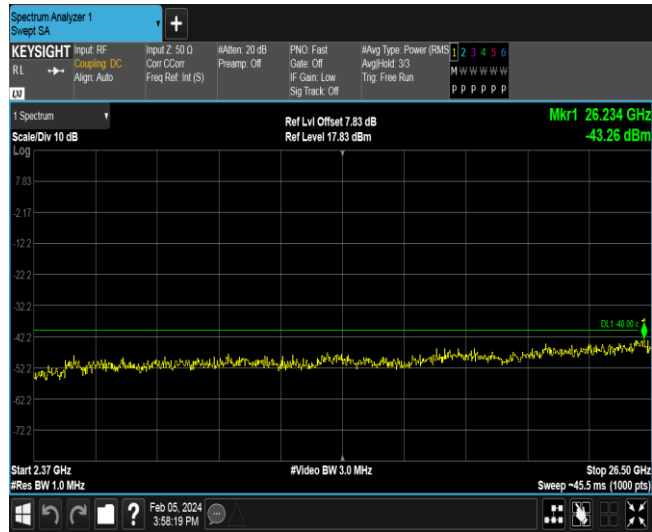 Spectrum Analyzer 1
Swept SA
+
KEYSIGHT
RL
LXI
Input: RF
Coupling: DC
Align: Auto
Input Z: 50 Ω
Corr CCorr
Freq Ref: Int (S)
#Atten: 20 dB
Preamp: Off
PNO: Fast
Gate: Off
IF Gain: Low
Sig Track: Off
#Avg Type: Power (RMS
Avg|Hold: 3/3
Trig: Free Run
1 2 3 4 5 6
M W W W W W
P P P P P P
1 Spectrum
Scale/Div 10 dB
Log
Ref Lvl Offset 7.83 dB
Ref Level 17.83 dBm
Mkr1 26.234 GHz
-43.26 dBm
7.83
-2.17
-12.2
-22.2
-32.2
DL1 -40.00
1
-42.2
-52.2
-62.2
-72.2
Start 2.37 GHz
#Res BW 1.0 MHz
#Video BW 3.0 MHz
Stop 26.50 GHz
Sweep ~45.5 ms (1000 pts)
?
Feb 05, 2024
3:58:19 PM